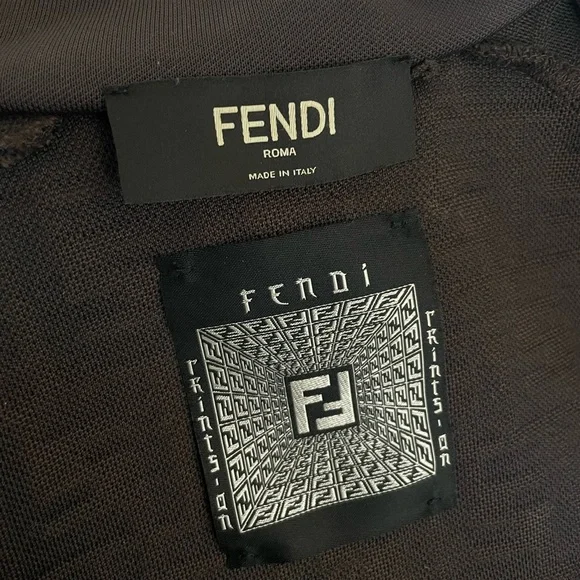 FENDI
ROMA
MADE IN ITALY
FENDI
PRINTS-ON
PRINTS-ON
FF